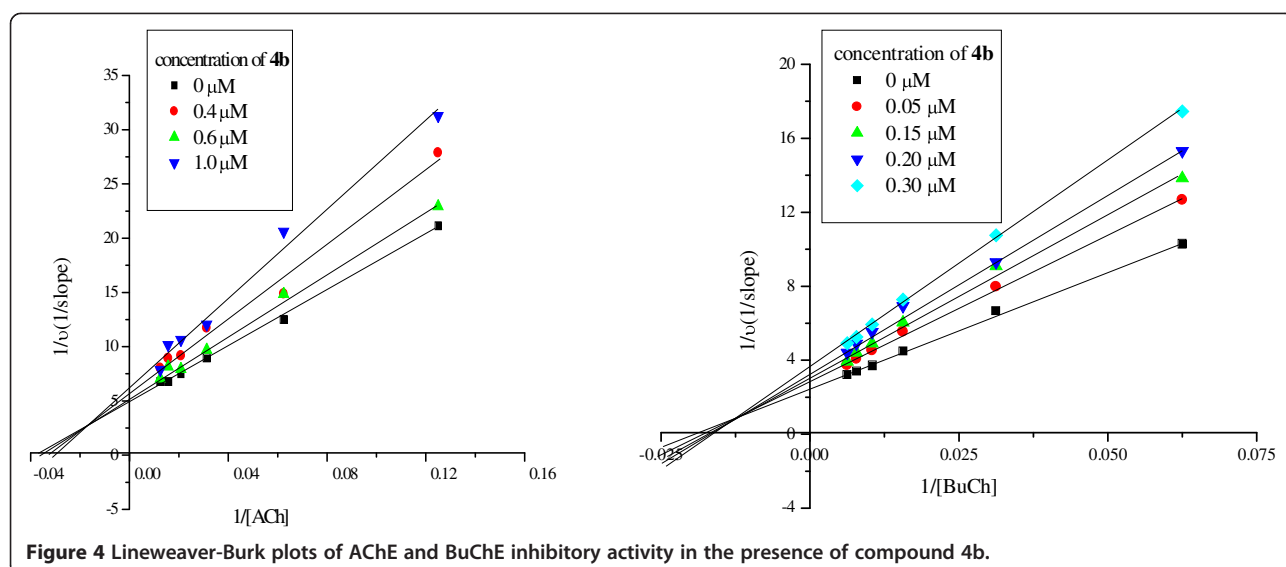 concentration of 4b
0 μM
0.4 μM
0.6 μM
1.0 μM
35
30
25
20
15
10
5
0
-5
-0.04
0.00
0.04
0.08
0.12
0.16
1/υ(1/slope)
1/[ACh]
concentration of 4b
0 μM
0.05 μM
0.15 μM
0.20 μM
0.30 μM
20
16
12
8
4
0
-4
-0.025
0.000
0.025
0.050
0.075
1/υ(1/slope)
1/[BuCh]
Figure 4 Lineweaver-Burk plots of AChE and BuChE inhibitory activity in the presence of compound 4b.